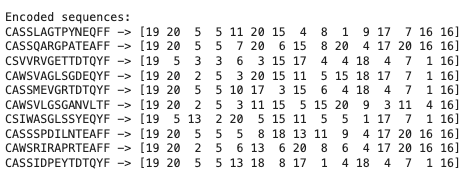 Encoded sequences:
CASSLAGTPYNEQFF -> [19 20  5  5 11 20 15  4  8  1  9 17  7 16 16]
CASSQARGPATEAFF -> [19 20  5  5  7 20  6 15  8 20  4 17 20 16 16]
CSVVRVGETTDTQYF -> [19  5  3  3  6  3 15 17  4  4 18  4  7  1 16]
CAWSVAGLSGDEQYF -> [19 20  2  5  3 20 15 11  5 15 18 17  7  1 16]
CASSMEVGRTDTQYF -> [19 20  5  5 10 17  3 15  6  4 18  4  7  1 16]
CAWSVLGSGANVLTF -> [19 20  2  5  3 11 15  5 15 20  9  3 11  4 16]
CSIWASGLSSYEQYF -> [19  5 13  2 20  5 15 11  5  5  1 17  7  1 16]
CASSSPDILNTEAFF -> [19 20  5  5  5  8 18 13 11  9  4 17 20 16 16]
CAWSRIRAPRTEAFF -> [19 20  2  5  6 13  6 20  8  6  4 17 20 16 16]
CASSIDPEYTDTQYF -> [19 20  5  5 13 18  8 17  1  4 18  4  7  1 16]